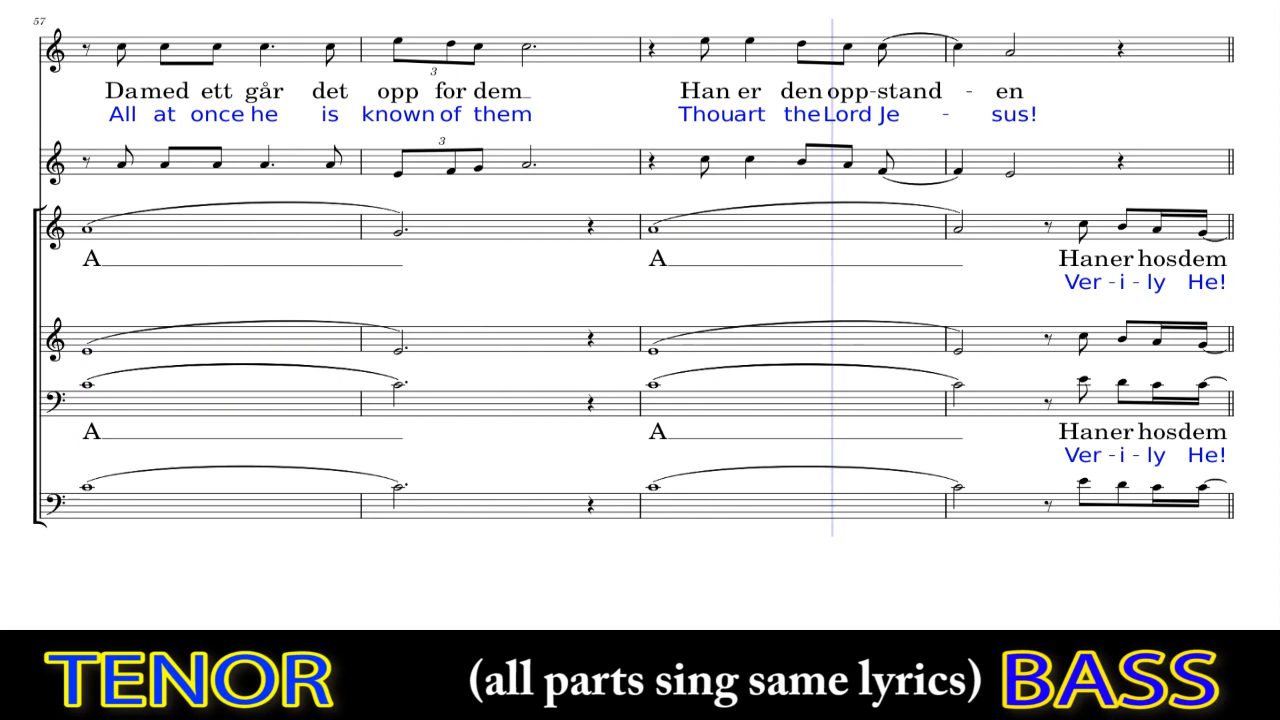 57
Da med ett går det opp for dem_ Han er den opp-stand - en
3
All at once he is known of them Thou art the Lord Je - sus!
3
A A
Han er hos dem
Ver - i - ly He!
A A
Han er hos dem
Ver - i - ly He!
TENOR (all parts sing same lyrics) BASS